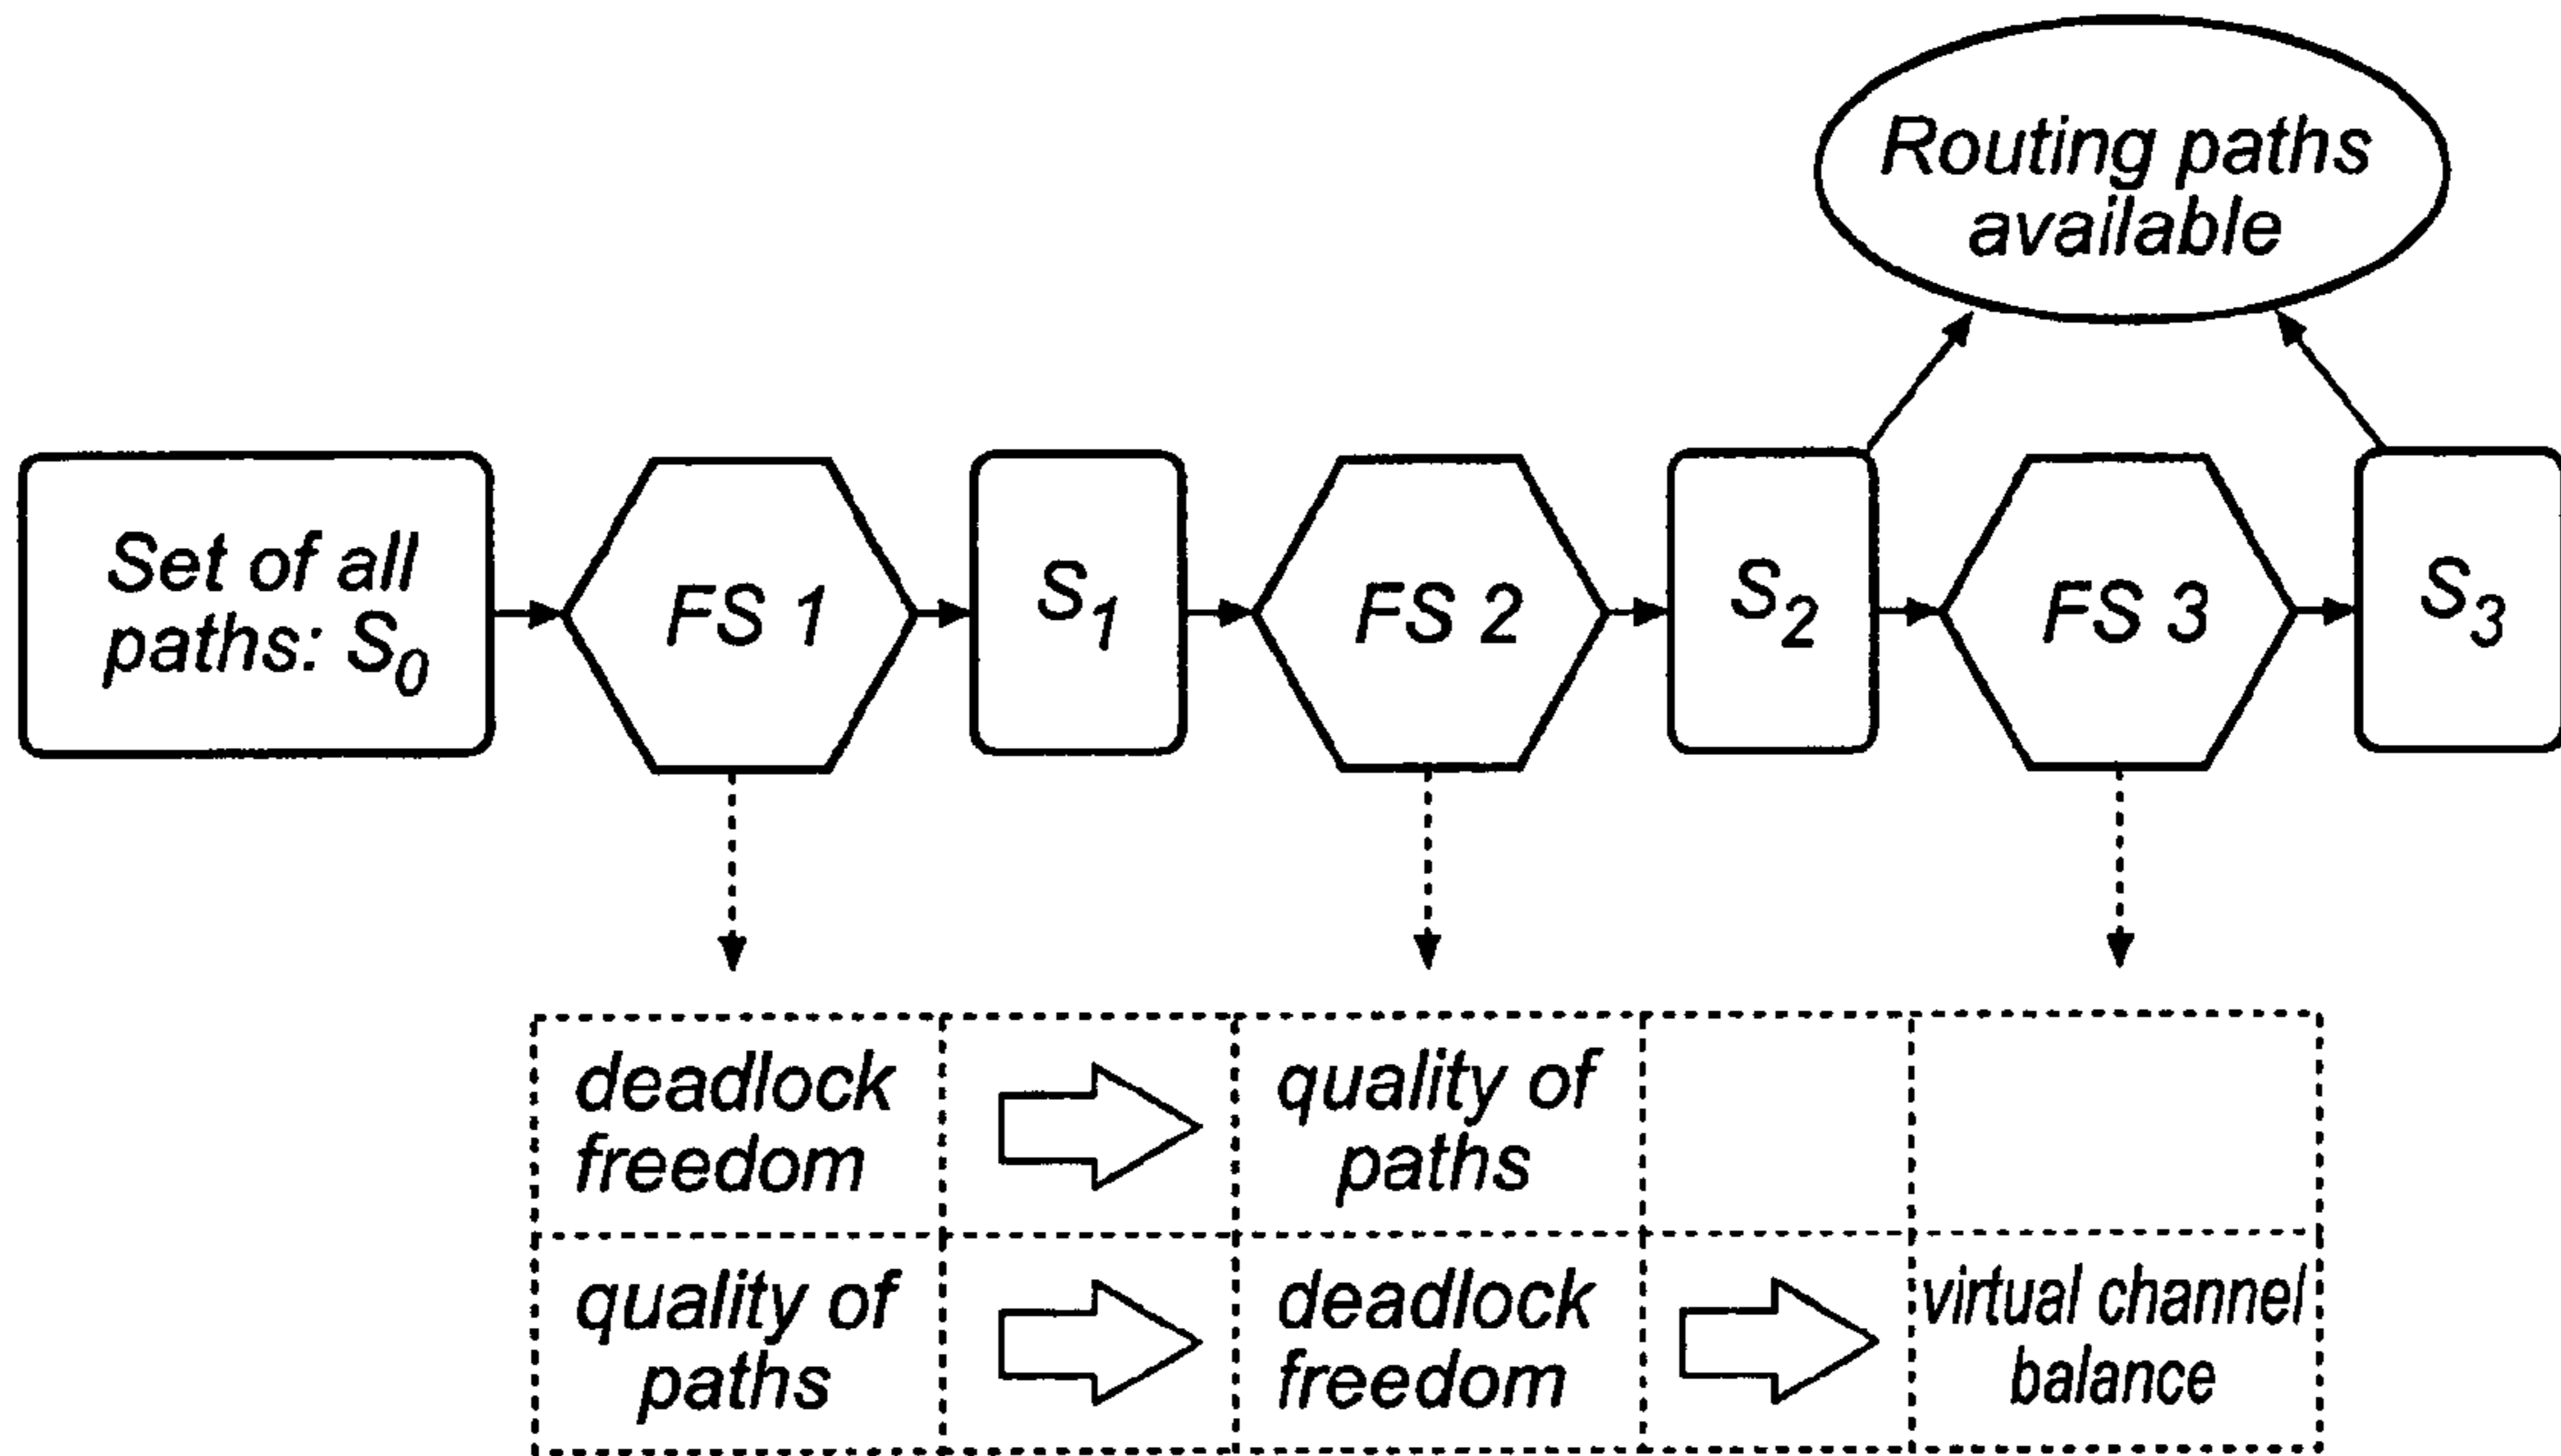 Routing paths
available
Set of all
paths: S0
FS 1
S1
FS 2
S2
FS 3
S3
deadlock
freedom
quality of
paths
quality of
paths
deadlock
freedom
virtual channel
balance